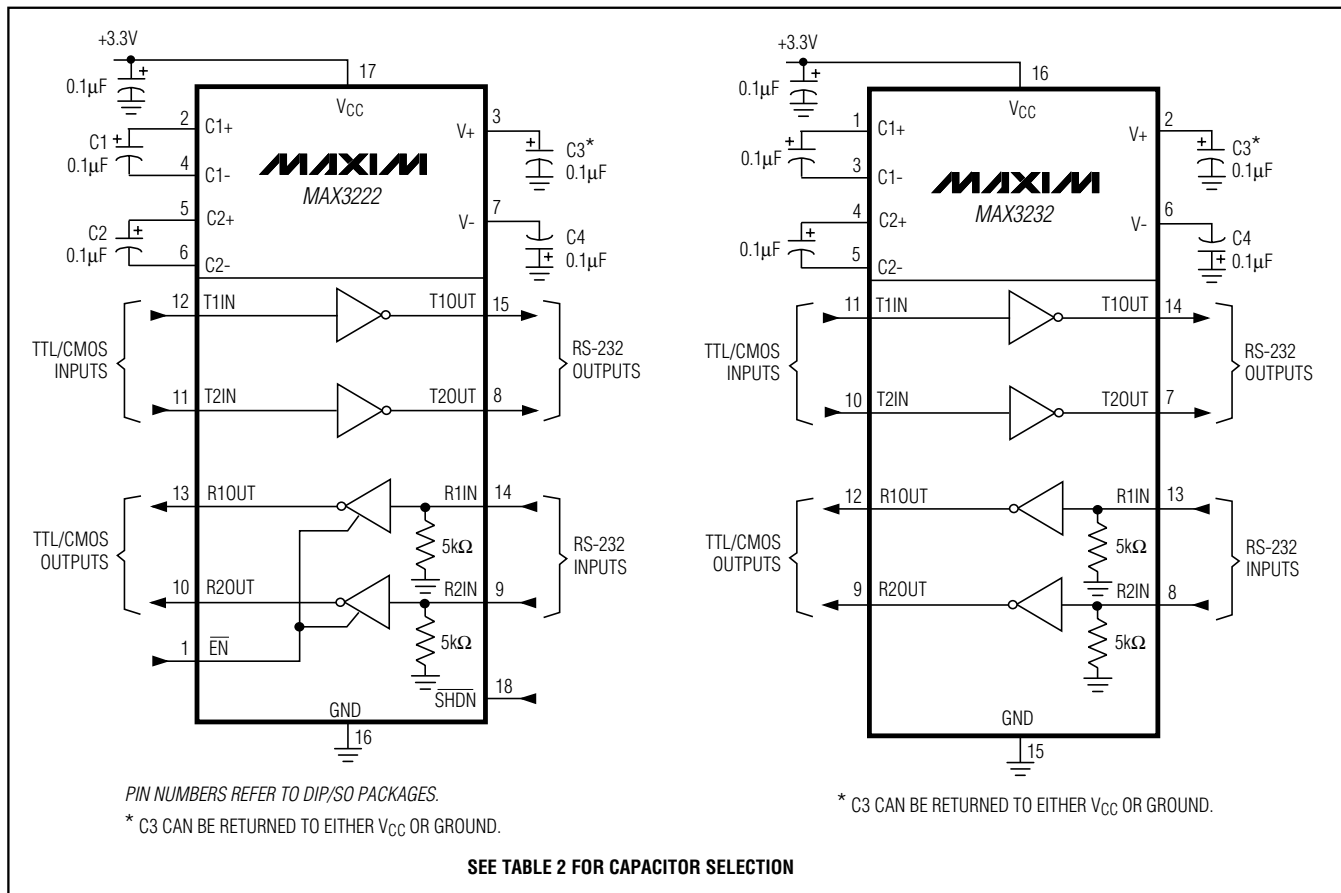 +3.3V
0.1µF
+
17
VCC
2
C1+
C1
+
0.1µF
4
C1-
5
C2+
C2
+
0.1µF
6
C2-
MAXIM
MAX3222
3
V+
+
C3*
0.1µF
7
V-
C4
+
0.1µF
12
T1IN
T1OUT
15
TTL/CMOS
INPUTS
RS-232
OUTPUTS
11
T2IN
T2OUT
8
13
R1OUT
R1IN
14
5kΩ
TTL/CMOS
OUTPUTS
RS-232
INPUTS
10
R2OUT
R2IN
9
5kΩ
1
EN
SHDN
18
GND
16
PIN NUMBERS REFER TO DIP/SO PACKAGES.
* C3 CAN BE RETURNED TO EITHER VCC OR GROUND.
+3.3V
0.1µF
+
16
VCC
1
C1+
+
0.1µF
3
C1-
4
C2+
+
0.1µF
5
C2-
MAXIM
MAX3232
2
V+
+
C3*
0.1µF
6
V-
C4
+
0.1µF
11
T1IN
T1OUT
14
TTL/CMOS
INPUTS
RS-232
OUTPUTS
10
T2IN
T2OUT
7
12
R1OUT
R1IN
13
5kΩ
TTL/CMOS
OUTPUTS
RS-232
INPUTS
9
R2OUT
R2IN
8
5kΩ
GND
15
* C3 CAN BE RETURNED TO EITHER VCC OR GROUND.
SEE TABLE 2 FOR CAPACITOR SELECTION